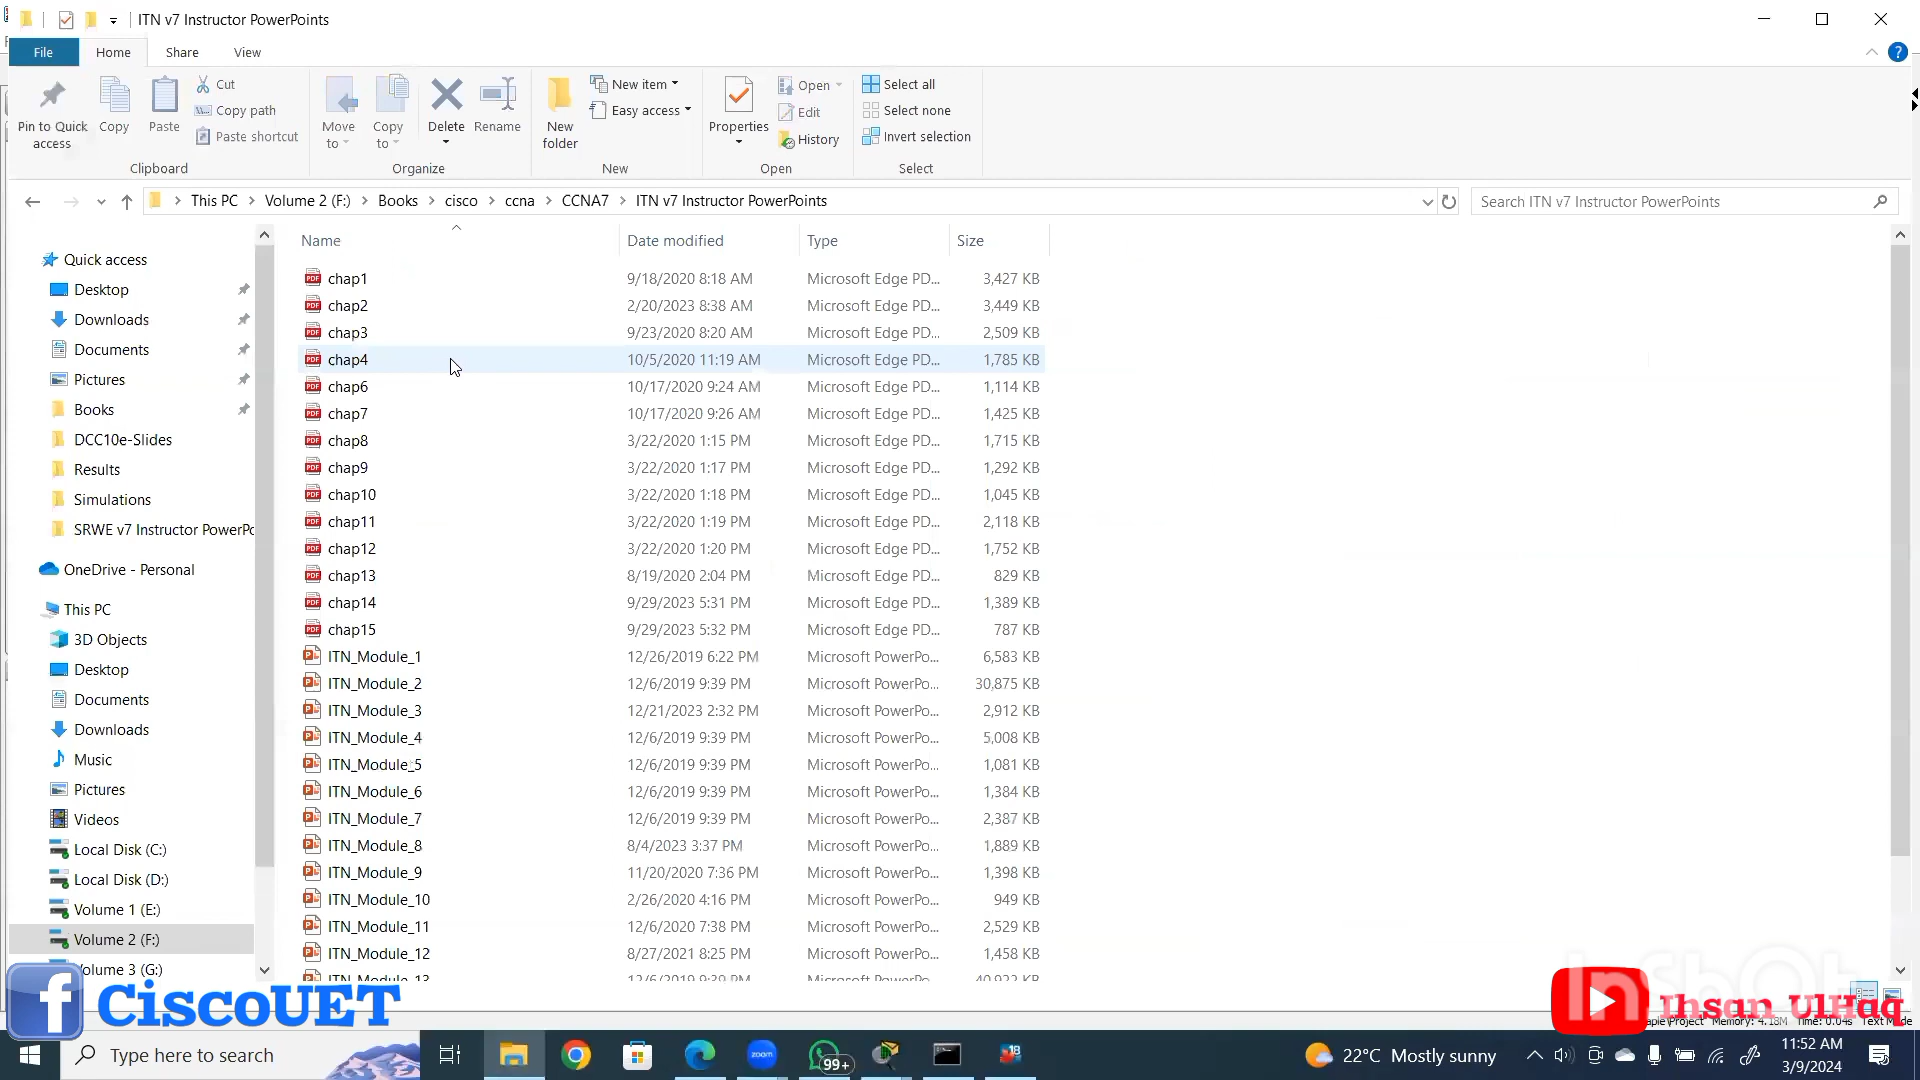 ITN v7 Instructor PowerPoints
File Home Share View
Pin to Quick access
Copy
Paste
Cut
Copy path
Paste shortcut
Clipboard
Move to
Copy to
Delete
Rename
Organize
New folder
New item
Easy access
New
Properties
Open
Edit
History
Open
Select all
Select none
Invert selection
Select
This PC > Volume 2 (F:) > Books > cisco > ccna > CCNA7 > ITN v7 Instructor PowerPoints
Search ITN v7 Instructor PowerPoints
Quick access
Desktop
Downloads
Documents
Pictures
Books
DCC10e-Slides
Results
Simulations
SRWE v7 Instructor PowerPo
OneDrive - Personal
This PC
3D Objects
Desktop
Documents
Downloads
Music
Pictures
Videos
Local Disk (C:)
Local Disk (D:)
Volume 1 (E:)
Volume 2 (F:)
olume 3 (G:)
Name Date modified Type Size
chap1 9/18/2020 8:18 AM Microsoft Edge PD... 3,427 KB
chap2 2/20/2023 8:38 AM Microsoft Edge PD... 3,449 KB
chap3 9/23/2020 8:20 AM Microsoft Edge PD... 2,509 KB
chap4 10/5/2020 11:19 AM Microsoft Edge PD... 1,785 KB
chap6 10/17/2020 9:24 AM Microsoft Edge PD... 1,114 KB
chap7 10/17/2020 9:26 AM Microsoft Edge PD... 1,425 KB
chap8 3/22/2020 1:15 PM Microsoft Edge PD... 1,715 KB
chap9 3/22/2020 1:17 PM Microsoft Edge PD... 1,292 KB
chap10 3/22/2020 1:18 PM Microsoft Edge PD... 1,045 KB
chap11 3/22/2020 1:19 PM Microsoft Edge PD... 2,118 KB
chap12 3/22/2020 1:20 PM Microsoft Edge PD... 1,752 KB
chap13 8/19/2020 2:04 PM Microsoft Edge PD... 829 KB
chap14 9/29/2023 5:31 PM Microsoft Edge PD... 1,389 KB
chap15 9/29/2023 5:32 PM Microsoft Edge PD... 787 KB
ITN_Module_1 12/26/2019 6:22 PM Microsoft PowerPo... 6,583 KB
ITN_Module_2 12/6/2019 9:39 PM Microsoft PowerPo... 30,875 KB
ITN_Module_3 12/21/2023 2:32 PM Microsoft PowerPo... 2,912 KB
ITN_Module_4 12/6/2019 9:39 PM Microsoft PowerPo... 5,008 KB
ITN_Module_5 12/6/2019 9:39 PM Microsoft PowerPo... 1,081 KB
ITN_Module_6 12/6/2019 9:39 PM Microsoft PowerPo... 1,384 KB
ITN_Module_7 12/6/2019 9:39 PM Microsoft PowerPo... 2,387 KB
ITN_Module_8 8/4/2023 3:37 PM Microsoft PowerPo... 1,889 KB
ITN_Module_9 11/20/2020 7:36 PM Microsoft PowerPo... 1,398 KB
ITN_Module_10 2/26/2020 4:16 PM Microsoft PowerPo... 949 KB
ITN_Module_11 12/6/2020 7:38 PM Microsoft PowerPo... 2,529 KB
ITN_Module_12 8/27/2021 8:25 PM Microsoft PowerPo... 1,458 KB
ITN_Module_13 12/6/2019 9:39 PM Microsoft PowerPo 40,922 KB
f CiscoUET
InShOt
Ihsan UlHaq
Memory: 4.18M Time: 0.04s
Type here to search
zoom
99+
18
22°C Mostly sunny
11:52 AM
3/9/2024